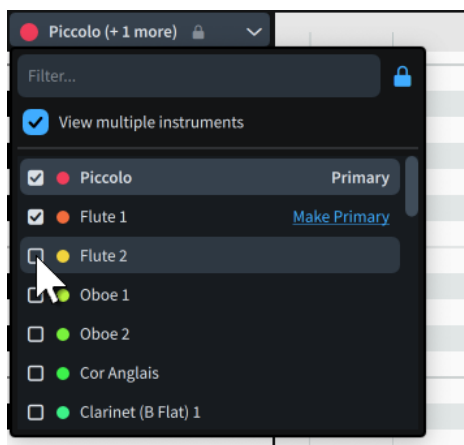 Piccolo (+ 1 more)
Filter...
View multiple instruments
Piccolo Primary
Flute 1 Make Primary
Flute 2
Oboe 1
Oboe 2
Cor Anglais
Clarinet (B Flat) 1